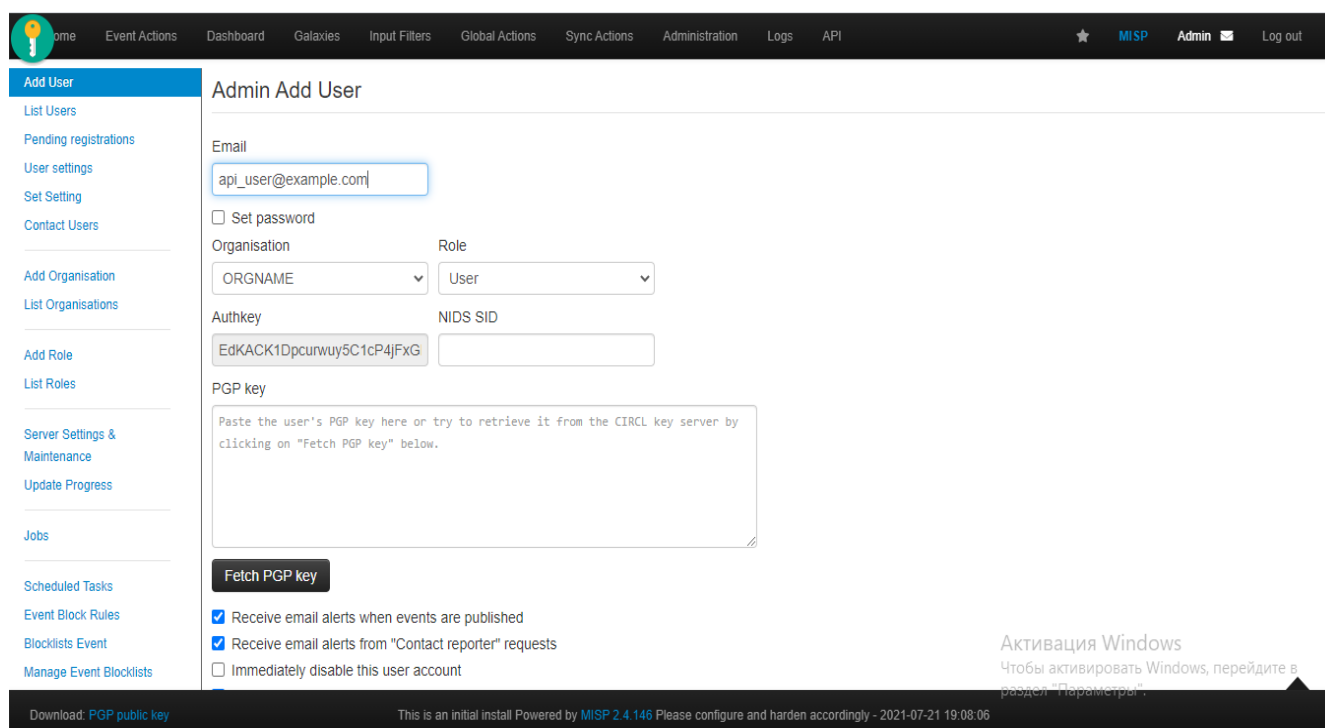 ome Event Actions Dashboard Galaxies Input Filters Global Actions Sync Actions Administration Logs API MISP Admin Log out
Add User
List Users
Pending registrations
User settings
Set Setting
Contact Users
Add Organisation
List Organisations
Add Role
List Roles
Server Settings &
Maintenance
Update Progress
Jobs
Scheduled Tasks
Event Block Rules
Blocklists Event
Manage Event Blocklists
Admin Add User
Email
api_user@example.com
Set password
Organisation Role
ORGNAME User
Authkey NIDS SID
EdKACK1Dpcurwuy5C1cP4jFxG
PGP key
Paste the user's PGP key here or try to retrieve it from the CIRCL key server by
clicking on "Fetch PGP key" below.
Fetch PGP key
Receive email alerts when events are published
Receive email alerts from "Contact reporter" requests
Immediately disable this user account
Активация Windows
Чтобы активировать Windows, перейдите в
раздел "Параметры".
Download: PGP public key This is an initial install Powered by MISP 2.4.146 Please configure and harden accordingly - 2021-07-21 19:08:06